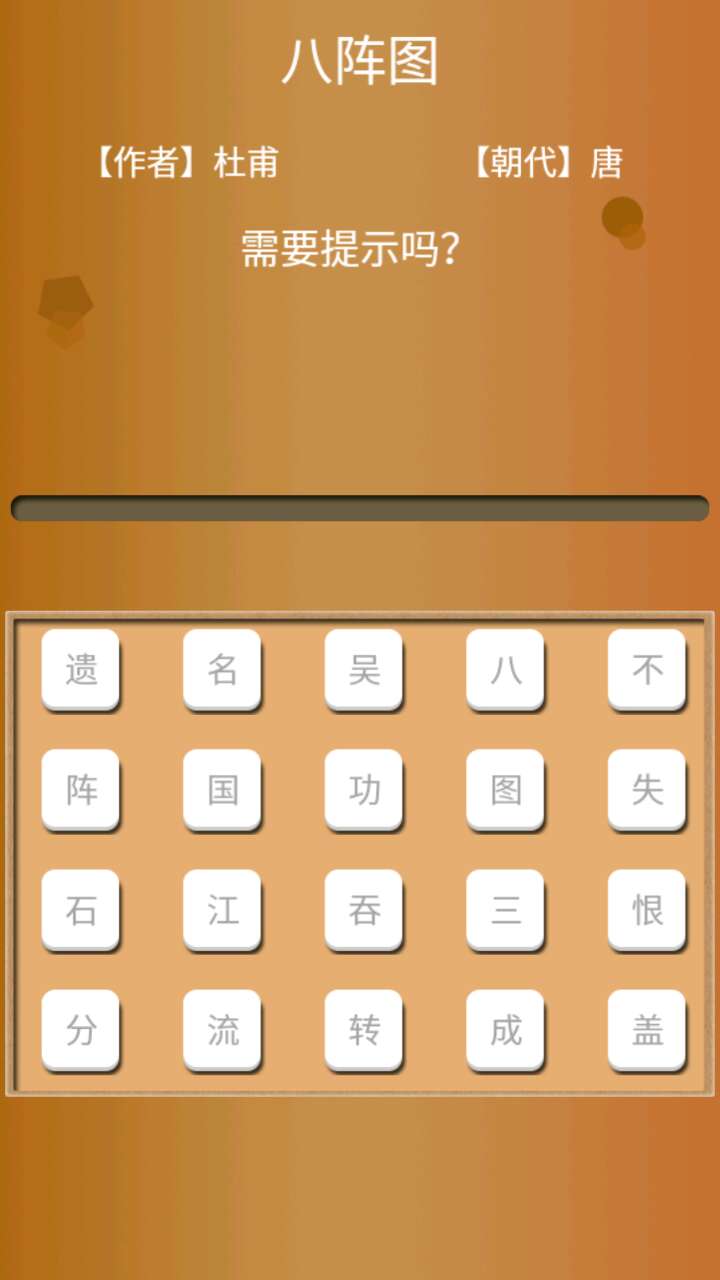 八阵图
【作者】杜甫 【朝代】唐
需要提示吗?
遗 名 吴 八 不
阵 国 功 图 失
石 江 吞 三 恨
分 流 转 成 盖